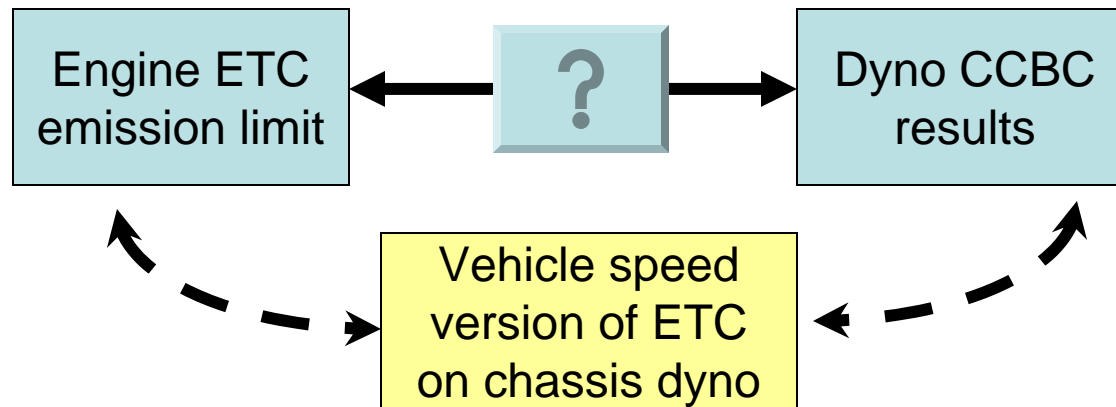 Engine ETC
emission limit
?
Dyno CCBC
results
Vehicle speed
version of ETC
on chassis dyno